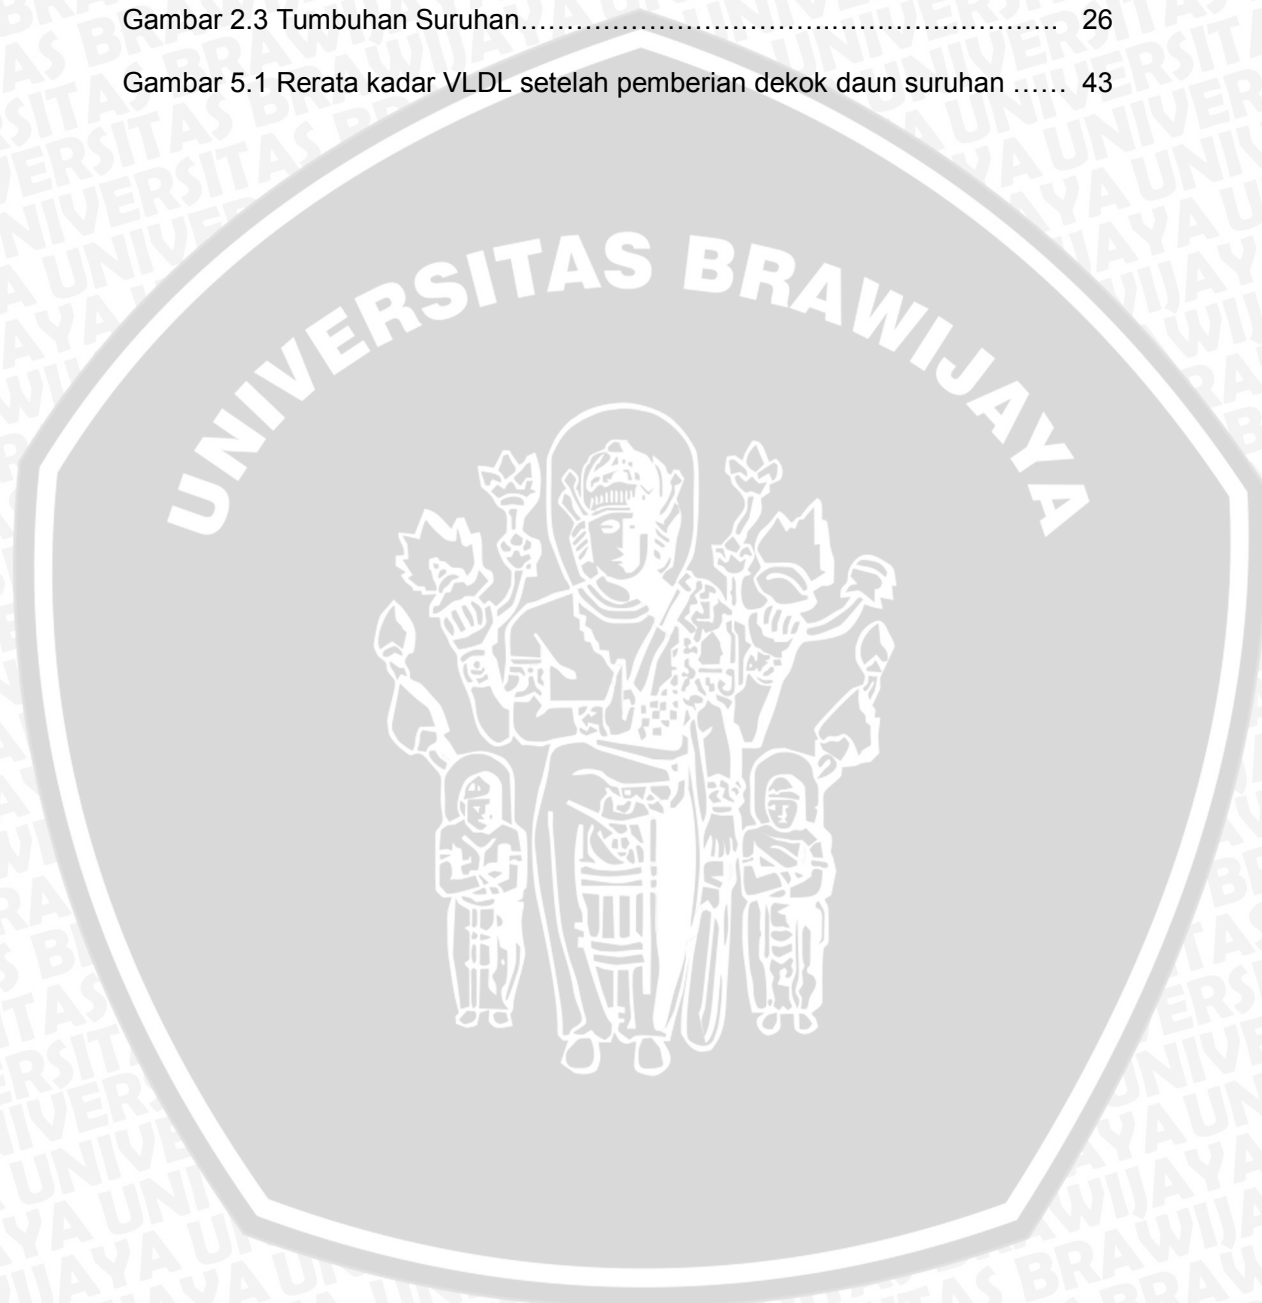 Gambar 2.3 Tumbuhan Suruhan…………………………….…………………….. 26
Gambar 5.1 Rerata kadar VLDL setelah pemberian dekok daun suruhan …… 43
UNIVERSITAS BRAWIJAYA